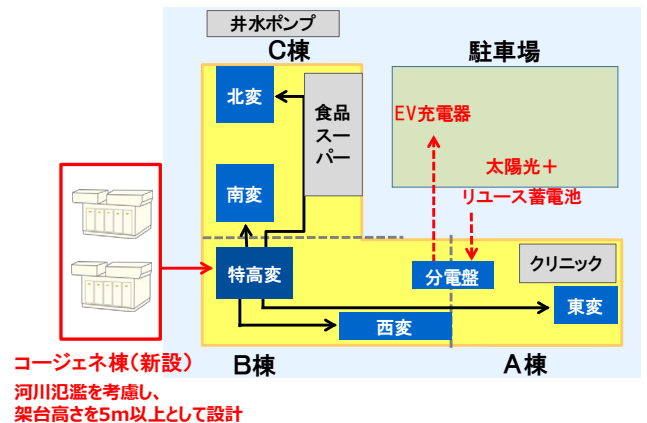 井水ポンプ
C棟
駐車場
北変
食品
スー
パー
EV充電器
太陽光＋
リユース蓄電池
南変
特高変
分電盤
クリニック
東変
西変
コージェネ棟（新設）
B棟
A棟
河川氾濫を考慮し、
架台高さを5m以上として設計